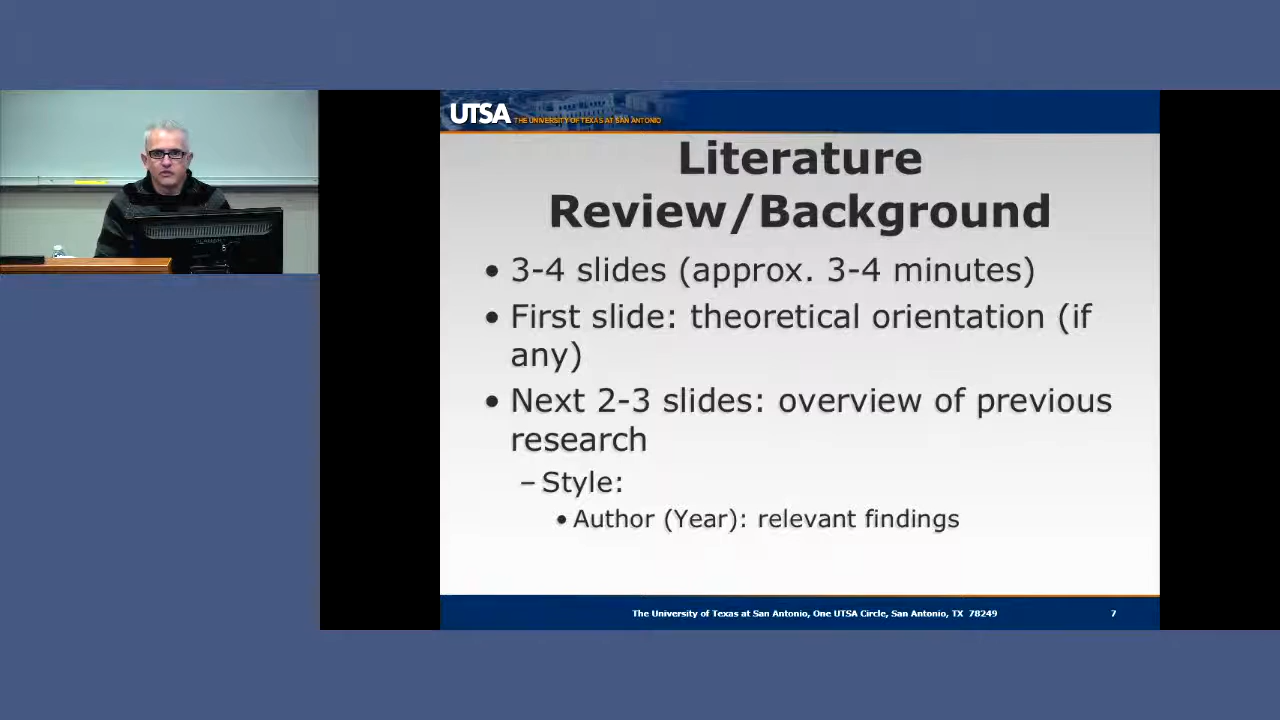 UTSA THE UNIVERSITY OF TEXAS AT SAN ANTONIO
Literature
Review/Background
• 3-4 slides (approx. 3-4 minutes)
• First slide: theoretical orientation (if
any)
• Next 2-3 slides: overview of previous
research
– Style:
• Author (Year): relevant findings
The University of Texas at San Antonio, One UTSA Circle, San Antonio, TX 78249
7